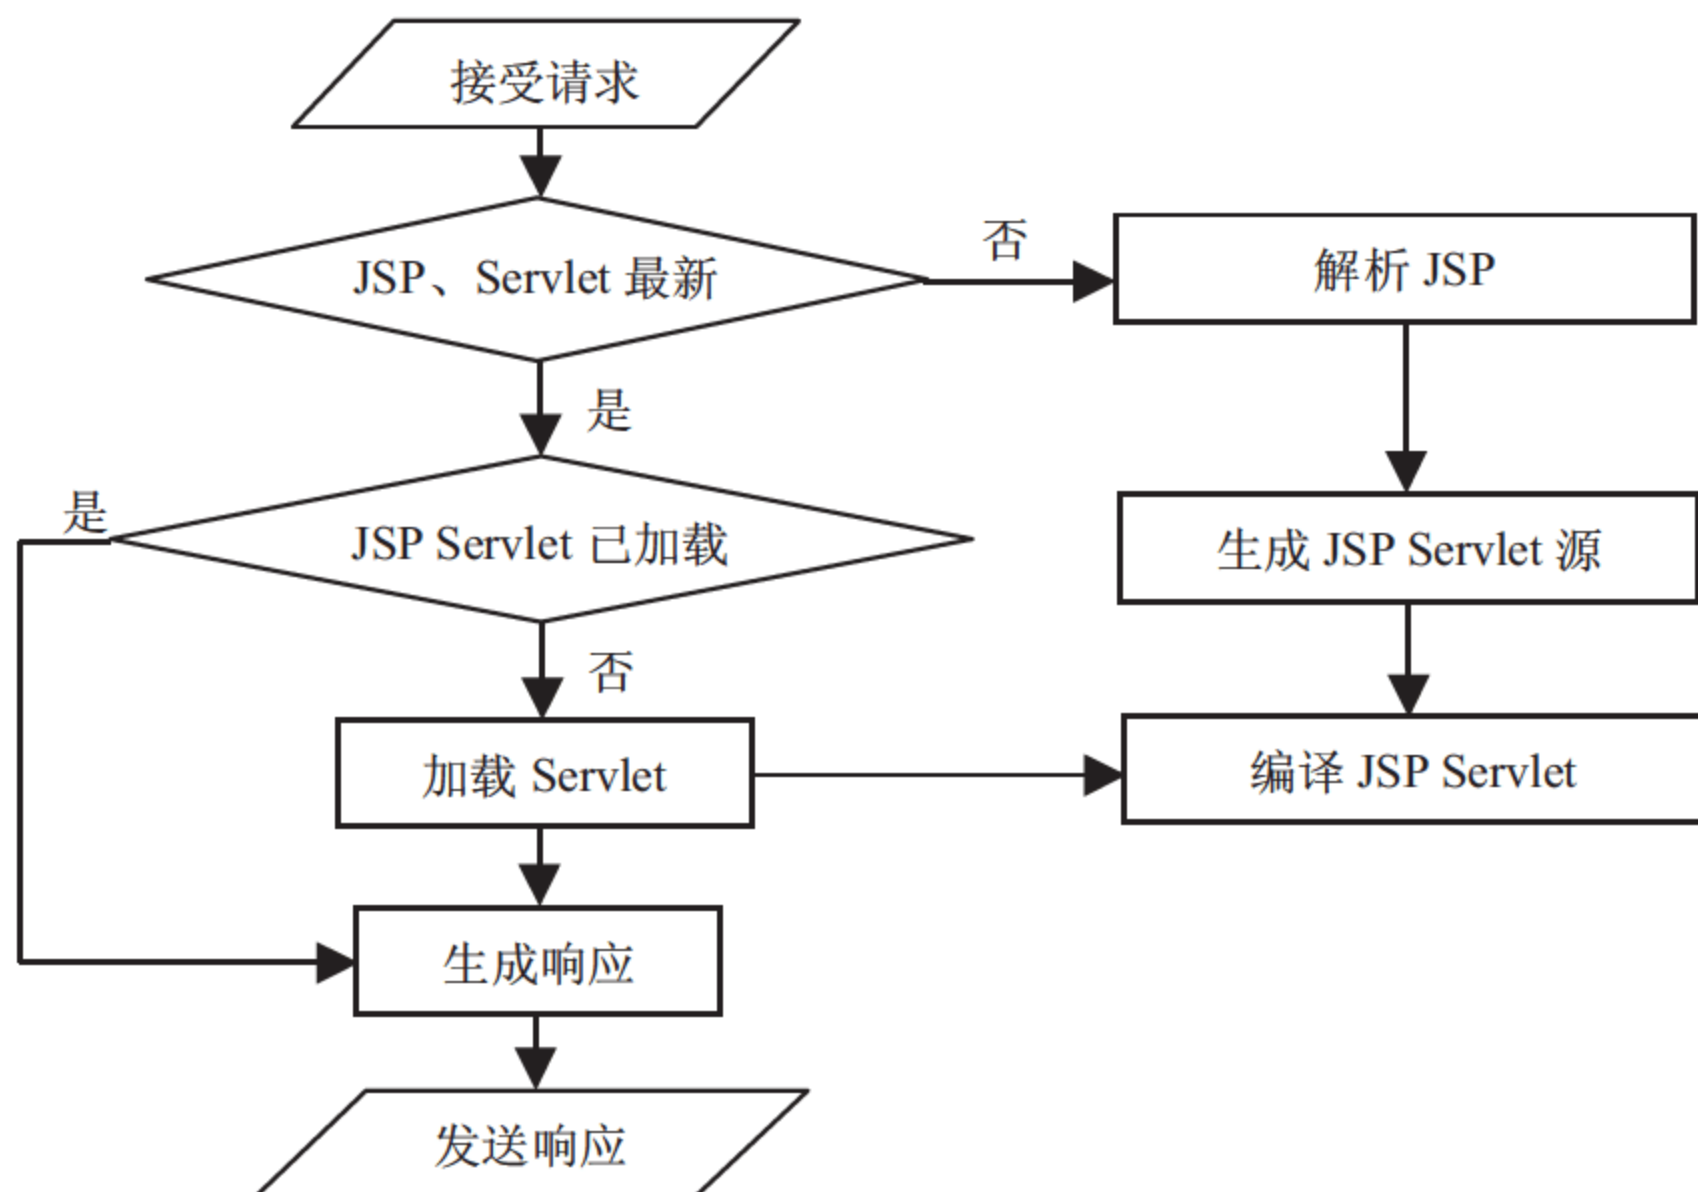 接受请求
JSP、Servlet 最新
否
解析 JSP
是
是
JSP Servlet 已加载
生成 JSP Servlet 源
否
加载 Servlet
编译 JSP Servlet
生成响应
发送响应